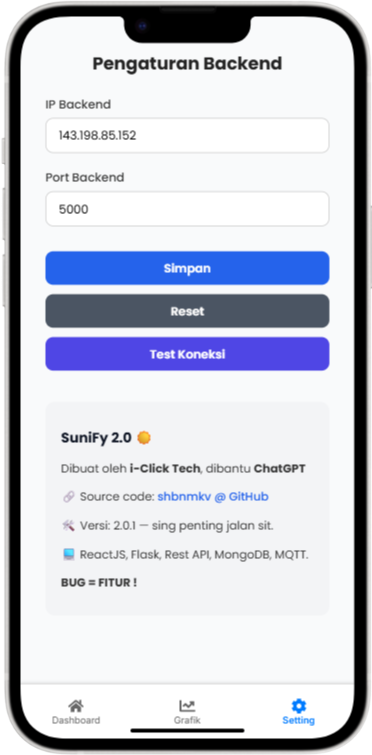 Pengaturan Backend
IP Backend
143.198.85.152
Port Backend
5000
Simpan
Reset
Test Koneksi
SuniFy 2.0
Dibuat oleh i-Click Tech, dibantu ChatGPT
Source code: shbnmkv @ GitHub
Versi: 2.0.1 — sing penting jalan sit.
ReactJS, Flask, Rest API, MongoDB, MQTT.
BUG = FITUR !
Dashboard
Grafik
Setting